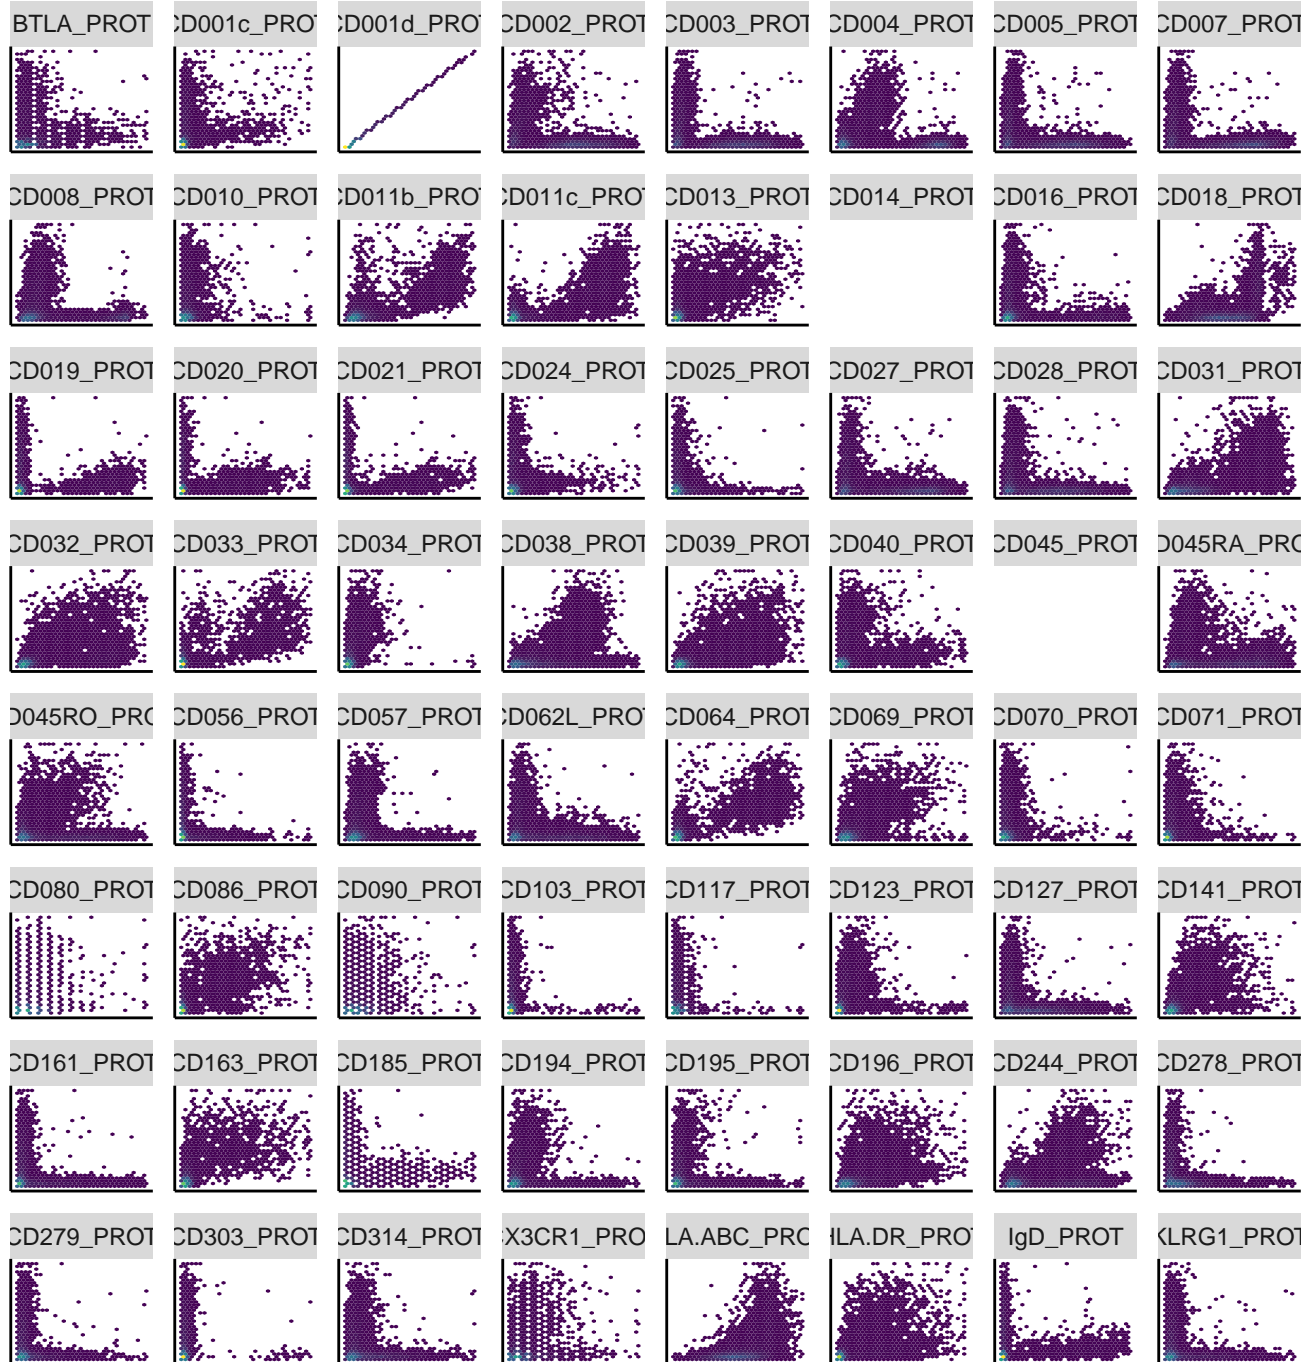 BTLA_PROT CD001c_PROT CD001d_PROT CD002_PROT CD003_PROT CD004_PROT CD005_PROT CD007_PROT
CD008_PROT CD010_PROT CD011b_PROT CD011c_PROT CD013_PROT CD014_PROT CD016_PROT CD018_PROT
CD019_PROT CD020_PROT CD021_PROT CD024_PROT CD025_PROT CD027_PROT CD028_PROT CD031_PROT
CD032_PROT CD033_PROT CD034_PROT CD038_PROT CD039_PROT CD040_PROT CD045_PROT D045RA_PRO
D045RO_PRO CD056_PROT CD057_PROT CD062L_PROT CD064_PROT CD069_PROT CD070_PROT CD071_PROT
CD080_PROT CD086_PROT CD090_PROT CD103_PROT CD117_PROT CD123_PROT CD127_PROT CD141_PROT
CD161_PROT CD163_PROT CD185_PROT CD194_PROT CD195_PROT CD196_PROT CD244_PROT CD278_PROT
CD279_PROT CD303_PROT CD314_PROT X3CR1_PRO LA.ABC_PRO HLA.DR_PROT IgD_PROT KLRG1_PROT